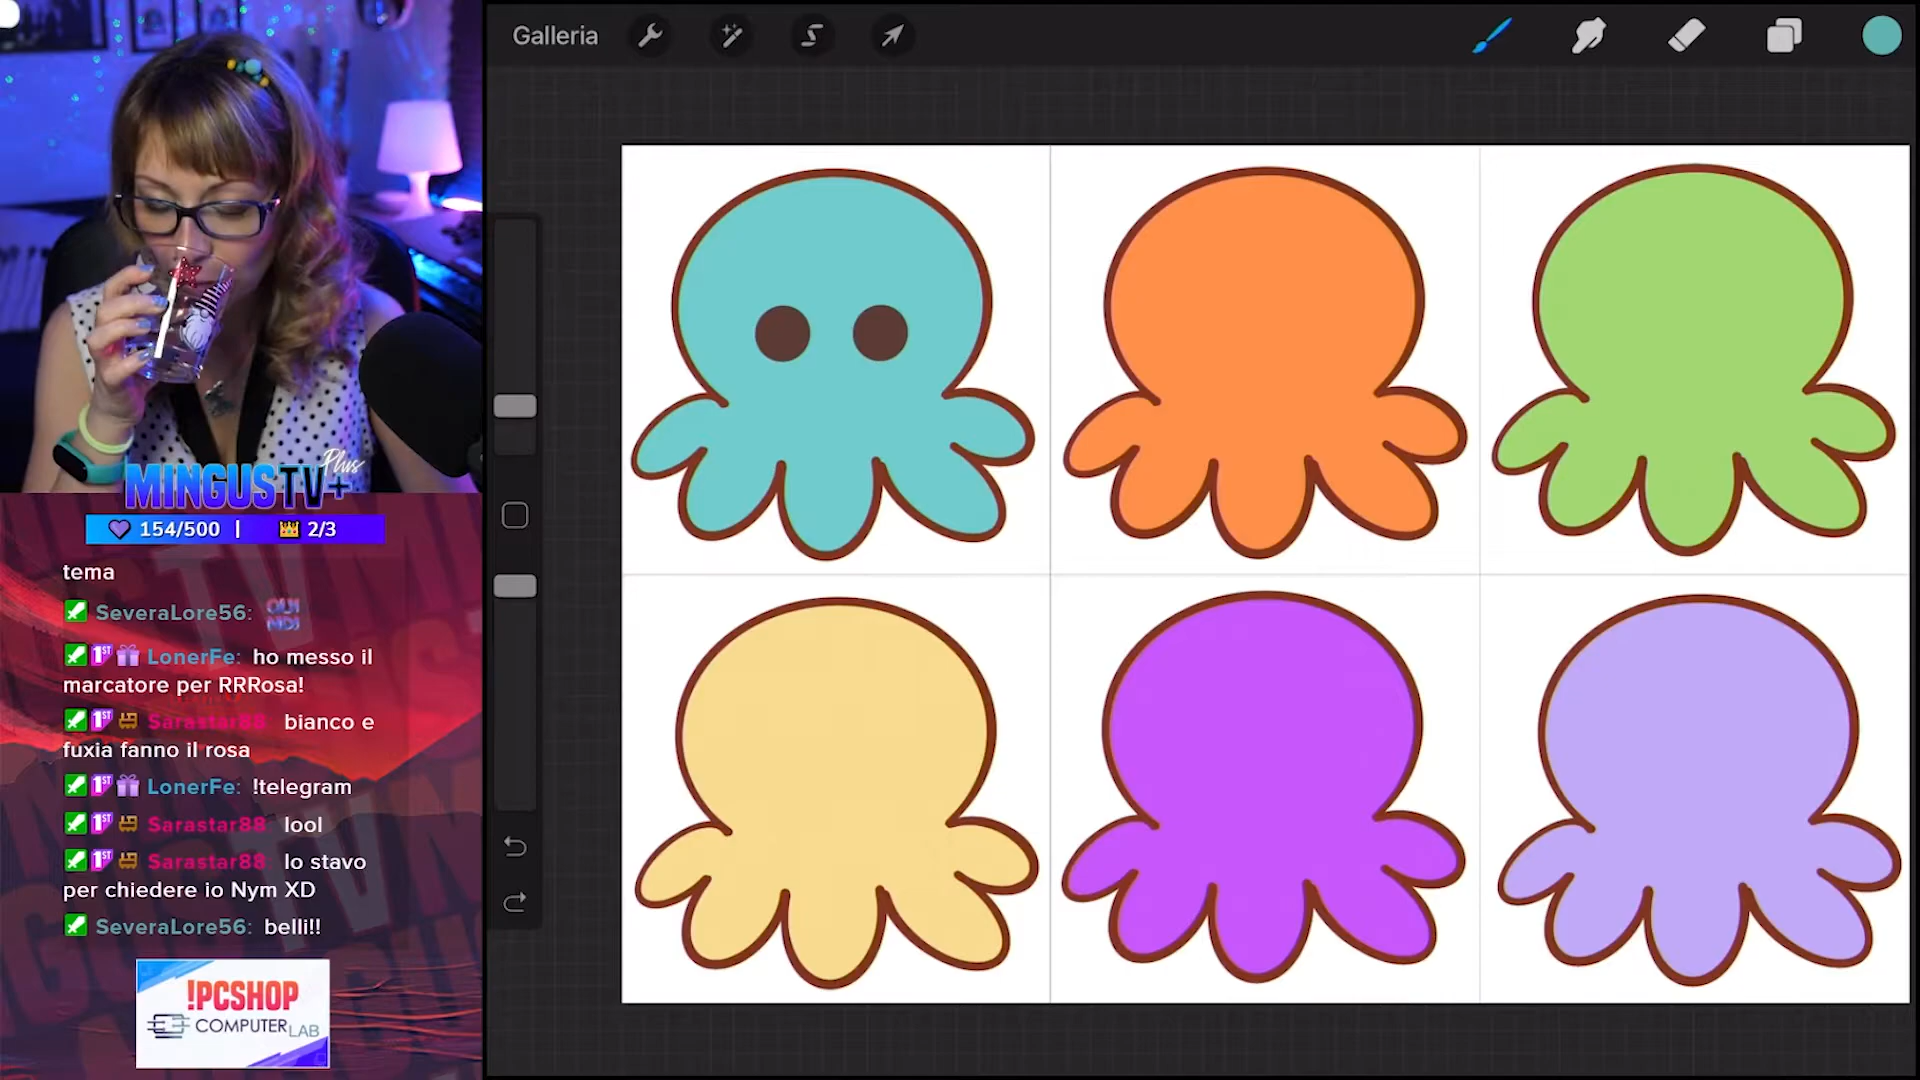 Galleria
MINGUSTV+
Plus
154/500 | 2/3
tema
SeveraLore56:
LonerFe: ho messo il
marcatore per RRRosa!
Sarastar88: bianco e
fuxia fanno il rosa
LonerFe: !telegram
Sarastar88: lool
Sarastar88: lo stavo
per chiedere io Nym XD
SeveraLore56: belli!!
!PCSHOP
COMPUTER LAB